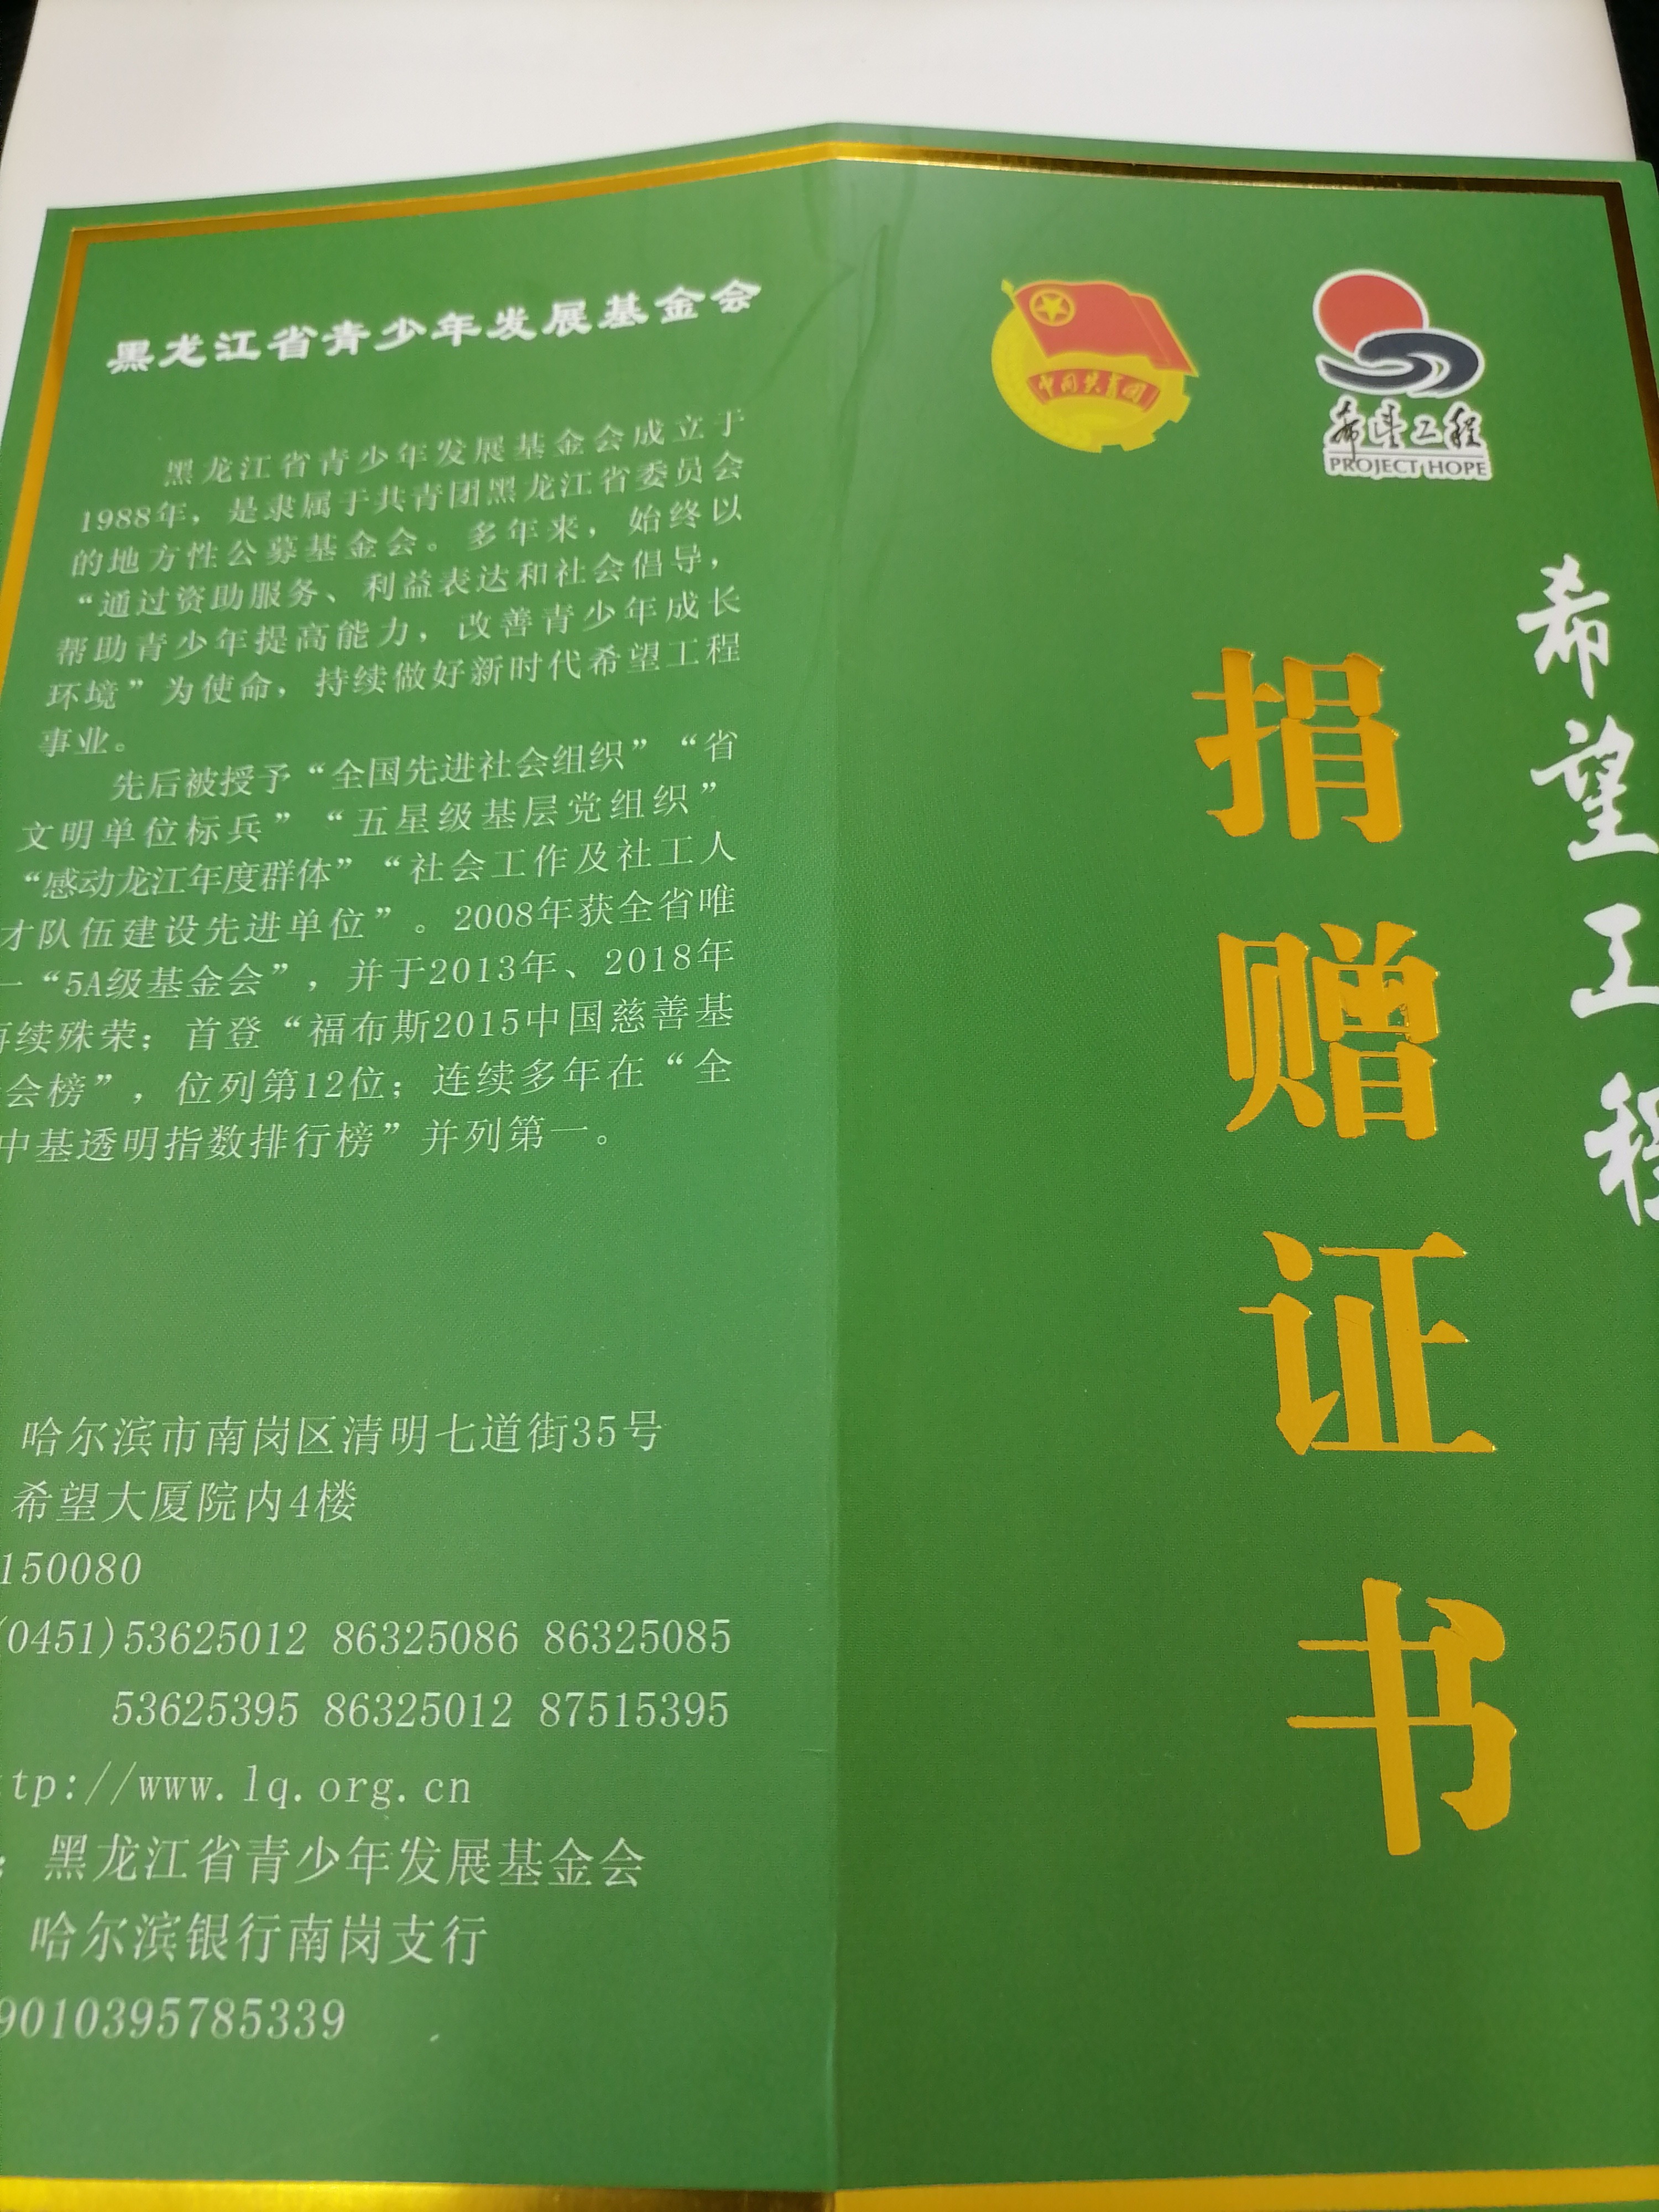 黑龙江省青少年发展基金会
黑龙江省青少年发展基金会成立于
1988年，是隶属于共青团黑龙江省委员会
的地方性公募基金会。多年来，始终以
“通过资助服务、利益表达和社会倡导，
帮助青少年提高能力，改善青少年成长
环境”为使命，持续做好新时代希望工程
事业。
先后被授予“全国先进社会组织”“省
文明单位标兵”“五星级基层党组织”
“感动龙江年度群体”“社会工作及社工人
才队伍建设先进单位”。2008年获全省唯
一“5A级基金会”，并于2013年、2018年
再续殊荣；首登“福布斯2015中国慈善基
会榜”，位列第12位；连续多年在“全
中基透明指数排行榜”并列第一。
哈尔滨市南岗区清明七道街35号
希望大厦院内4楼
150080
(0451)53625012 86325086 86325085
53625395 86325012 87515395
tp://www.lq.org.cn
：黑龙江省青少年发展基金会
哈尔滨银行南岗支行
9010395785339
中国共青团
希望工程
PROJECT HOPE
希望工程
捐赠证书